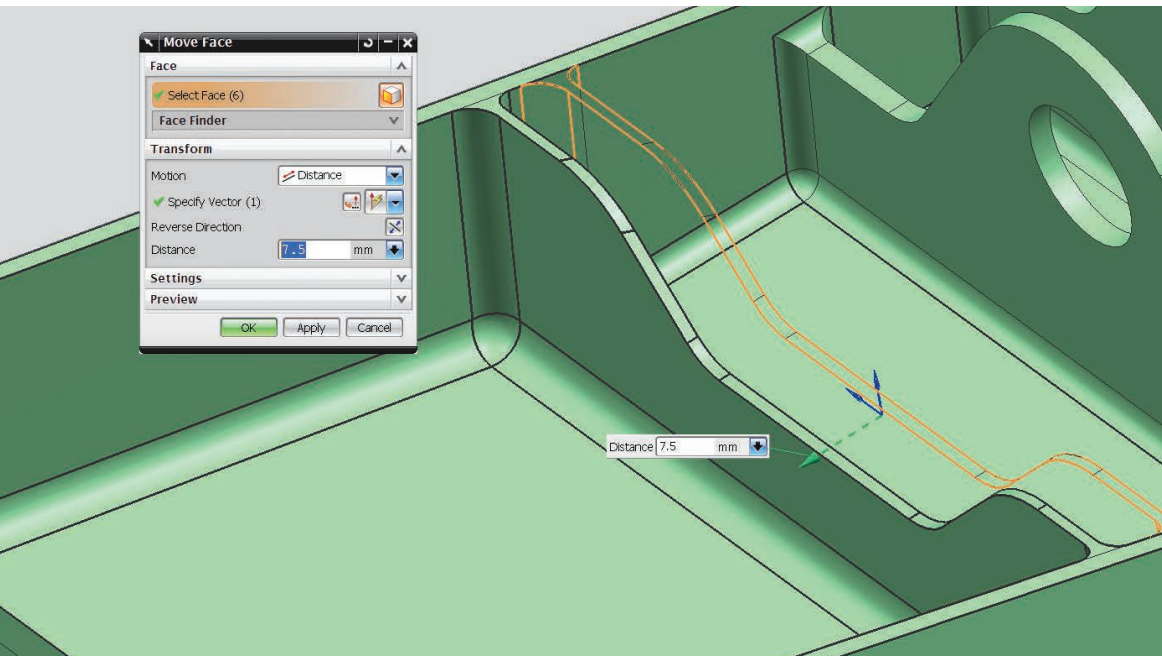 Move Face
Face
Select Face (6)
Face Finder
Transform
Motion Distance
Specify Vector (1)
Reverse Direction
Distance 7.5 mm
Settings
Preview
OK Apply Cancel
Distance 7.5 mm